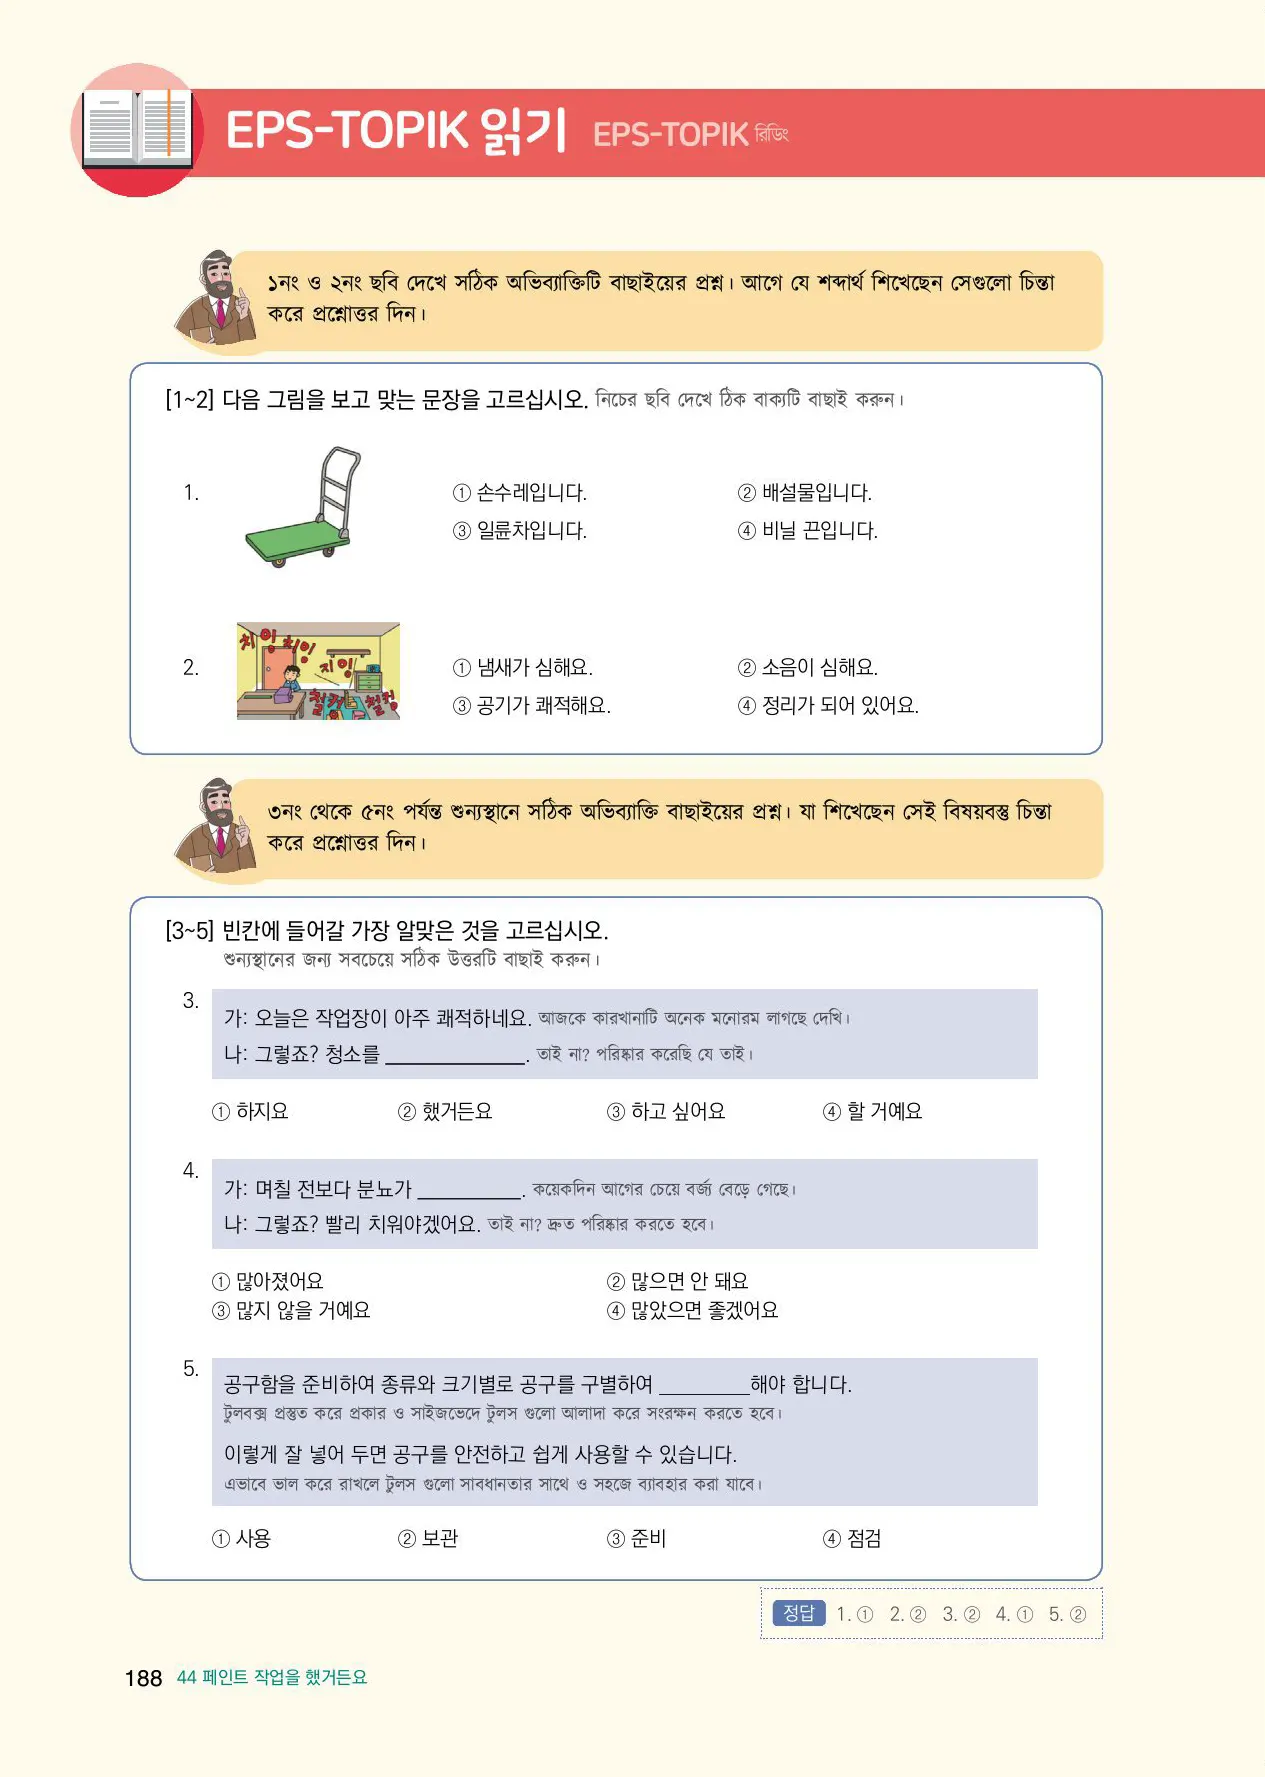 EPS-TOPIK 읽기 EPS-TOPIK রিডিং
১নং ও ২নং ছবি দেখে সঠিক অভিব্যাক্তিটি বাছাইয়ের প্রশ্ন। আগে যে শব্দার্থ শিখেছেন সেগুলো চিন্তা
করে প্রশ্নোত্তর দিন।
[1~2] 다음 그림을 보고 맞는 문장을 고르십시오. নিচের ছবি দেখে ঠিক বাক্যটি বাছাই করুন।
1. ① 손수레입니다. ② 배설물입니다.
③ 일륜차입니다. ④ 비닐 끈입니다.
치잉 치잉 지잉
철커덕 철컹
2. ① 냄새가 심해요. ② 소음이 심해요.
③ 공기가 쾌적해요. ④ 정리가 되어 있어요.
৩নং থেকে ৫নং পর্যন্ত শুন্যস্থানে সঠিক অভিব্যাক্তি বাছাইয়ের প্রশ্ন। যা শিখেছেন সেই বিষয়বস্তু চিন্তা
করে প্রশ্নোত্তর দিন।
[3~5] 빈칸에 들어갈 가장 알맞은 것을 고르십시오.
শুন্যস্থানের জন্য সবচেয়ে সঠিক উত্তরটি বাছাই করুন।
3.
가: 오늘은 작업장이 아주 쾌적하네요. আজকে কারখানাটি অনেক মনোরম লাগছে দেখি।
나: 그렇죠? 청소를 ______________. তাই না? পরিষ্কার করেছি যে তাই।
① 하지요 ② 했거든요 ③ 하고 싶어요 ④ 할 거예요
4.
가: 며칠 전보다 분뇨가 __________. কয়েকদিন আগের চেয়ে বর্জ্য বেড়ে গেছে।
나: 그렇죠? 빨리 치워야겠어요. তাই না? দ্রুত পরিষ্কার করতে হবে।
① 많아졌어요 ② 많으면 안 돼요
③ 많지 않을 거예요 ④ 많았으면 좋겠어요
5.
공구함을 준비하여 종류와 크기별로 공구를 구별하여 _________해야 합니다.
টুলবক্স প্রস্তুত করে প্রকার ও সাইজভেদে টুলস গুলো আলাদা করে সংরক্ষন করতে হবে।
이렇게 잘 넣어 두면 공구를 안전하고 쉽게 사용할 수 있습니다.
এভাবে ভাল করে রাখলে টুলস গুলো সাবধানতার সাথে ও সহজে ব্যাবহার করা যাবে।
① 사용 ② 보관 ③ 준비 ④ 점검
정답 1. ① 2. ② 3. ② 4. ① 5. ②
188 44 페인트 작업을 했거든요